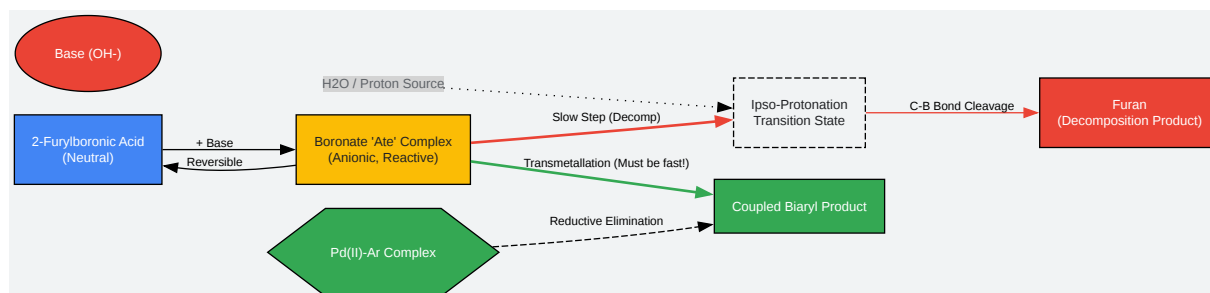 Base (OH-)
H2O / Proton Source
2-Furylboronic Acid
(Neutral)
+ Base
Reversible
Boronate 'Ate' Complex
(Anionic, Reactive)
Slow Step (Decomp)
Transmetallation (Must be fast!)
Ipso-Protonation
Transition State
C-B Bond Cleavage
Furan
(Decomposition Product)
Coupled Biaryl Product
Reductive Elimination
Pd(II)-Ar Complex